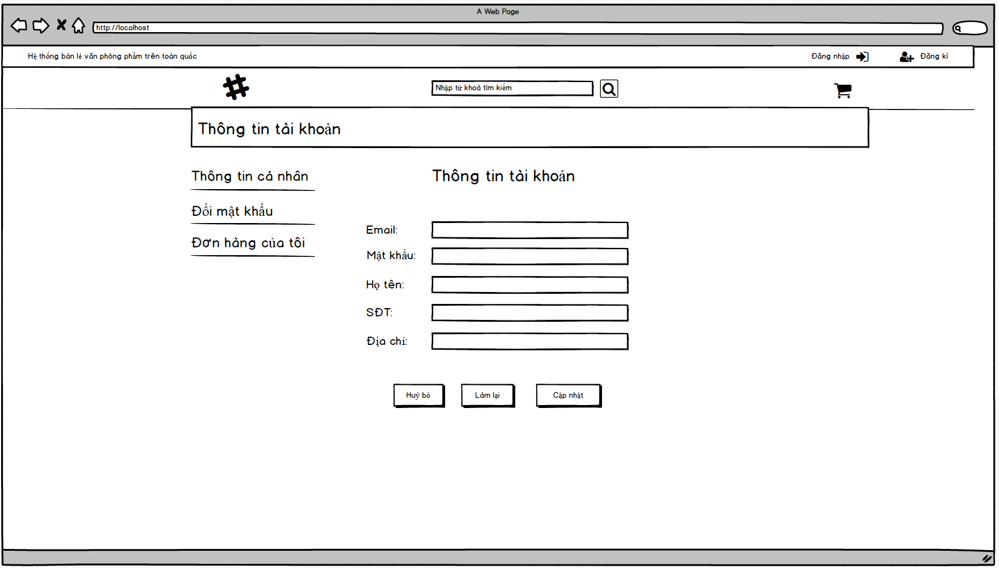 A Web Page
http://localhost
Hệ thống bán lẻ văn phòng phẩm trên toàn quốc
Đăng nhập
Đăng kí
Nhập từ khoá tìm kiếm
Thông tin tài khoản
Thông tin cá nhân
Đổi mật khẩu
Đơn hàng của tôi
Thông tin tài khoản
Email:
Mật khẩu:
Họ tên:
SĐT:
Địa chỉ:
Huỷ bỏ
Làm lại
Cập nhật